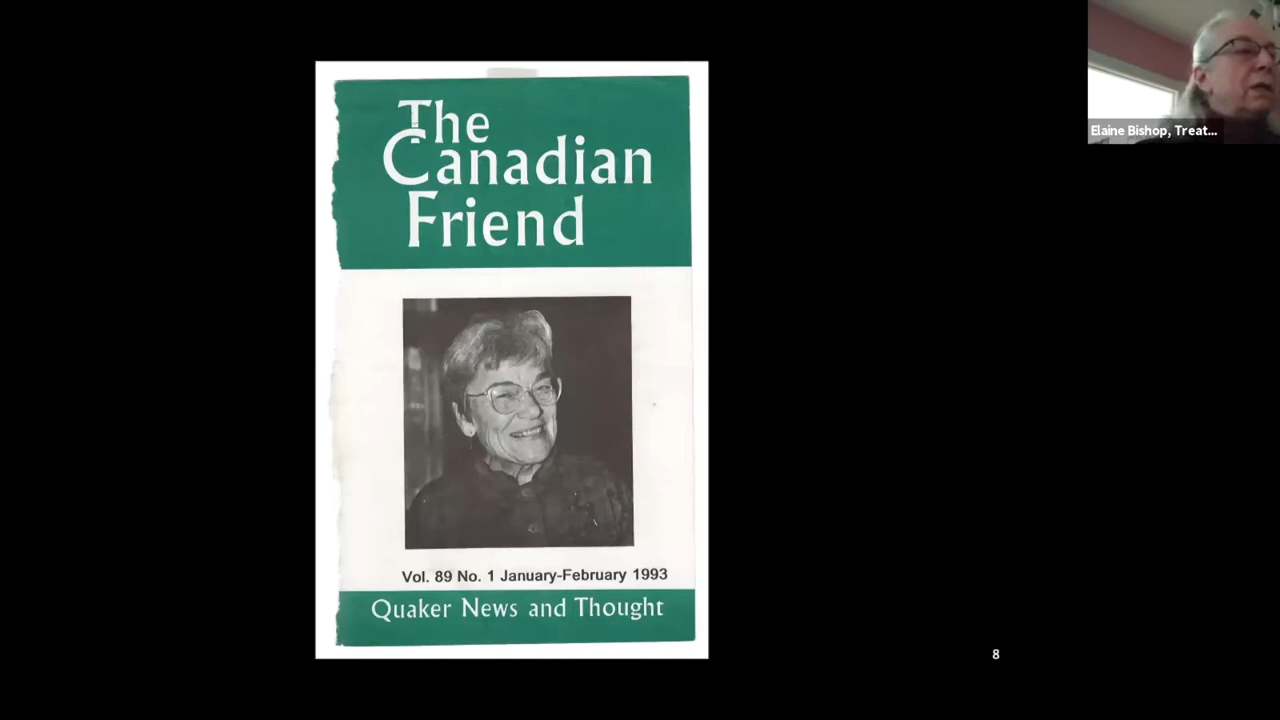 The
Canadian
Friend
Vol. 89 No. 1 January-February 1993
Quaker News and Thought
8
Elaine Bishop, Treat...